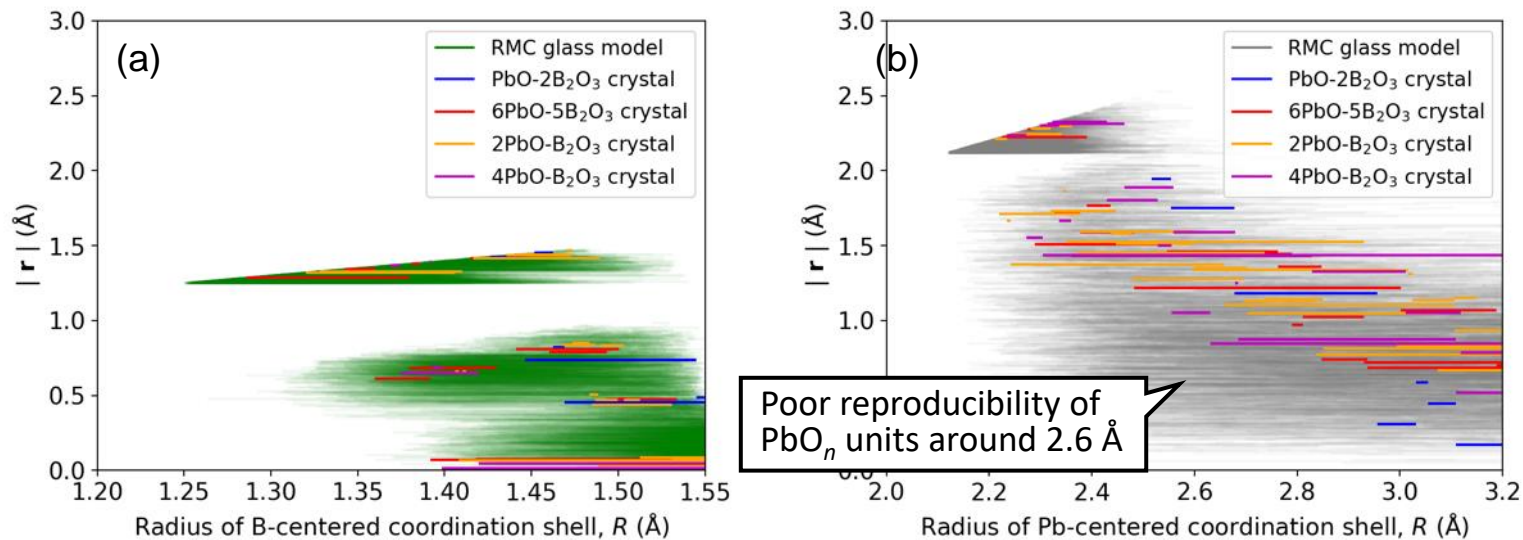 (a)
RMC glass model
PbO-2B₂O₃ crystal
6PbO-5B₂O₃ crystal
2PbO-B₂O₃ crystal
4PbO-B₂O₃ crystal
3.0
2.5
2.0
1.5
1.0
0.5
0.0
| r | (Å)
1.20
1.25
1.30
1.35
1.40
1.45
1.50
1.55
Radius of B-centered coordination shell, R (Å)
(b)
RMC glass model
PbO-2B₂O₃ crystal
6PbO-5B₂O₃ crystal
2PbO-B₂O₃ crystal
4PbO-B₂O₃ crystal
3.0
2.5
2.0
1.5
1.0
0.0
| r | (Å)
Poor reproducibility of
PbOₙ units around 2.6 Å
2.0
2.2
2.4
2.6
2.8
3.0
3.2
Radius of Pb-centered coordination shell, R (Å)